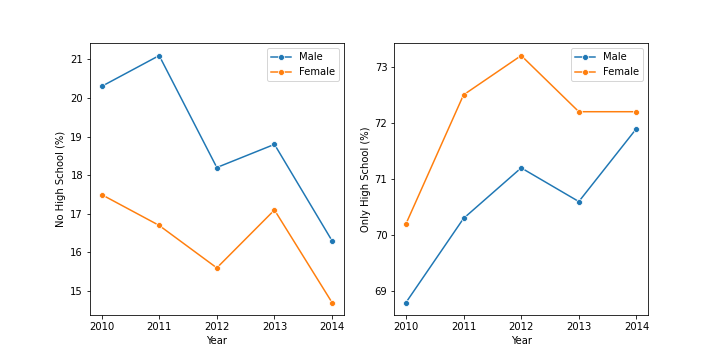 No High School (%)
21
20
19
18
17
16
15
2010 2011 2012 2013 2014
Year
Male
Female
Only High School (%)
73
72
71
70
69
2010 2011 2012 2013 2014
Year
Male
Female